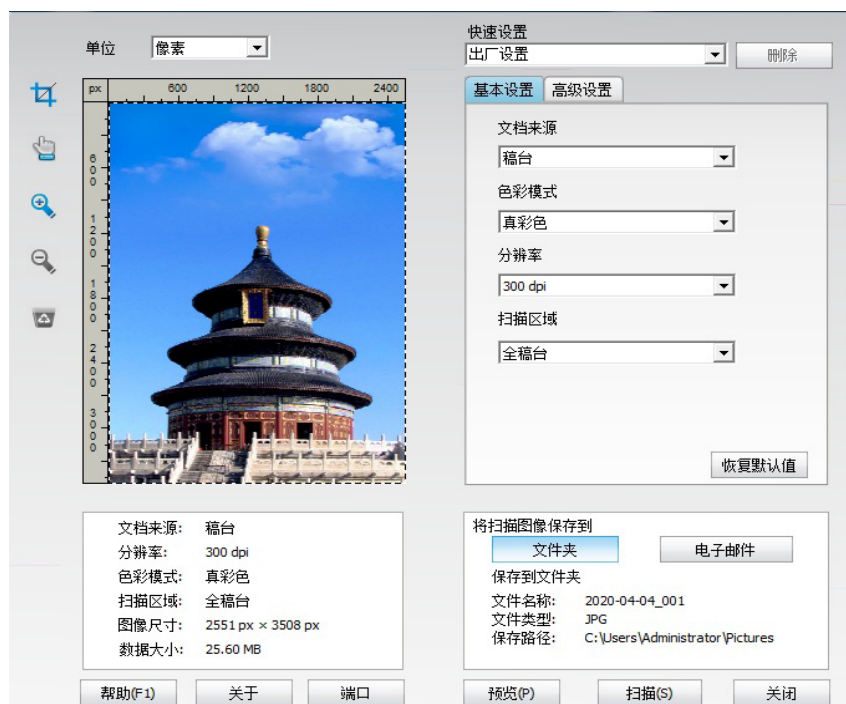 单位
像素
快速设置
出厂设置
删除
px 600 1200 1800 2400
600
1200
1800
2400
3000
基本设置 高级设置
文档来源
稿台
色彩模式
真彩色
分辨率
300 dpi
扫描区域
全稿台
恢复默认值
文档来源: 稿台
分辨率: 300 dpi
色彩模式: 真彩色
扫描区域: 全稿台
图像尺寸: 2551 px × 3508 px
数据大小: 25.60 MB
将扫描图像保存到
文件夹 电子邮件
保存到文件夹
文件名称: 2020-04-04_001
文件类型: JPG
保存路径: C:\Users\Administrator\Pictures
帮助(F1) 关于 端口 预览(P) 扫描(S) 关闭